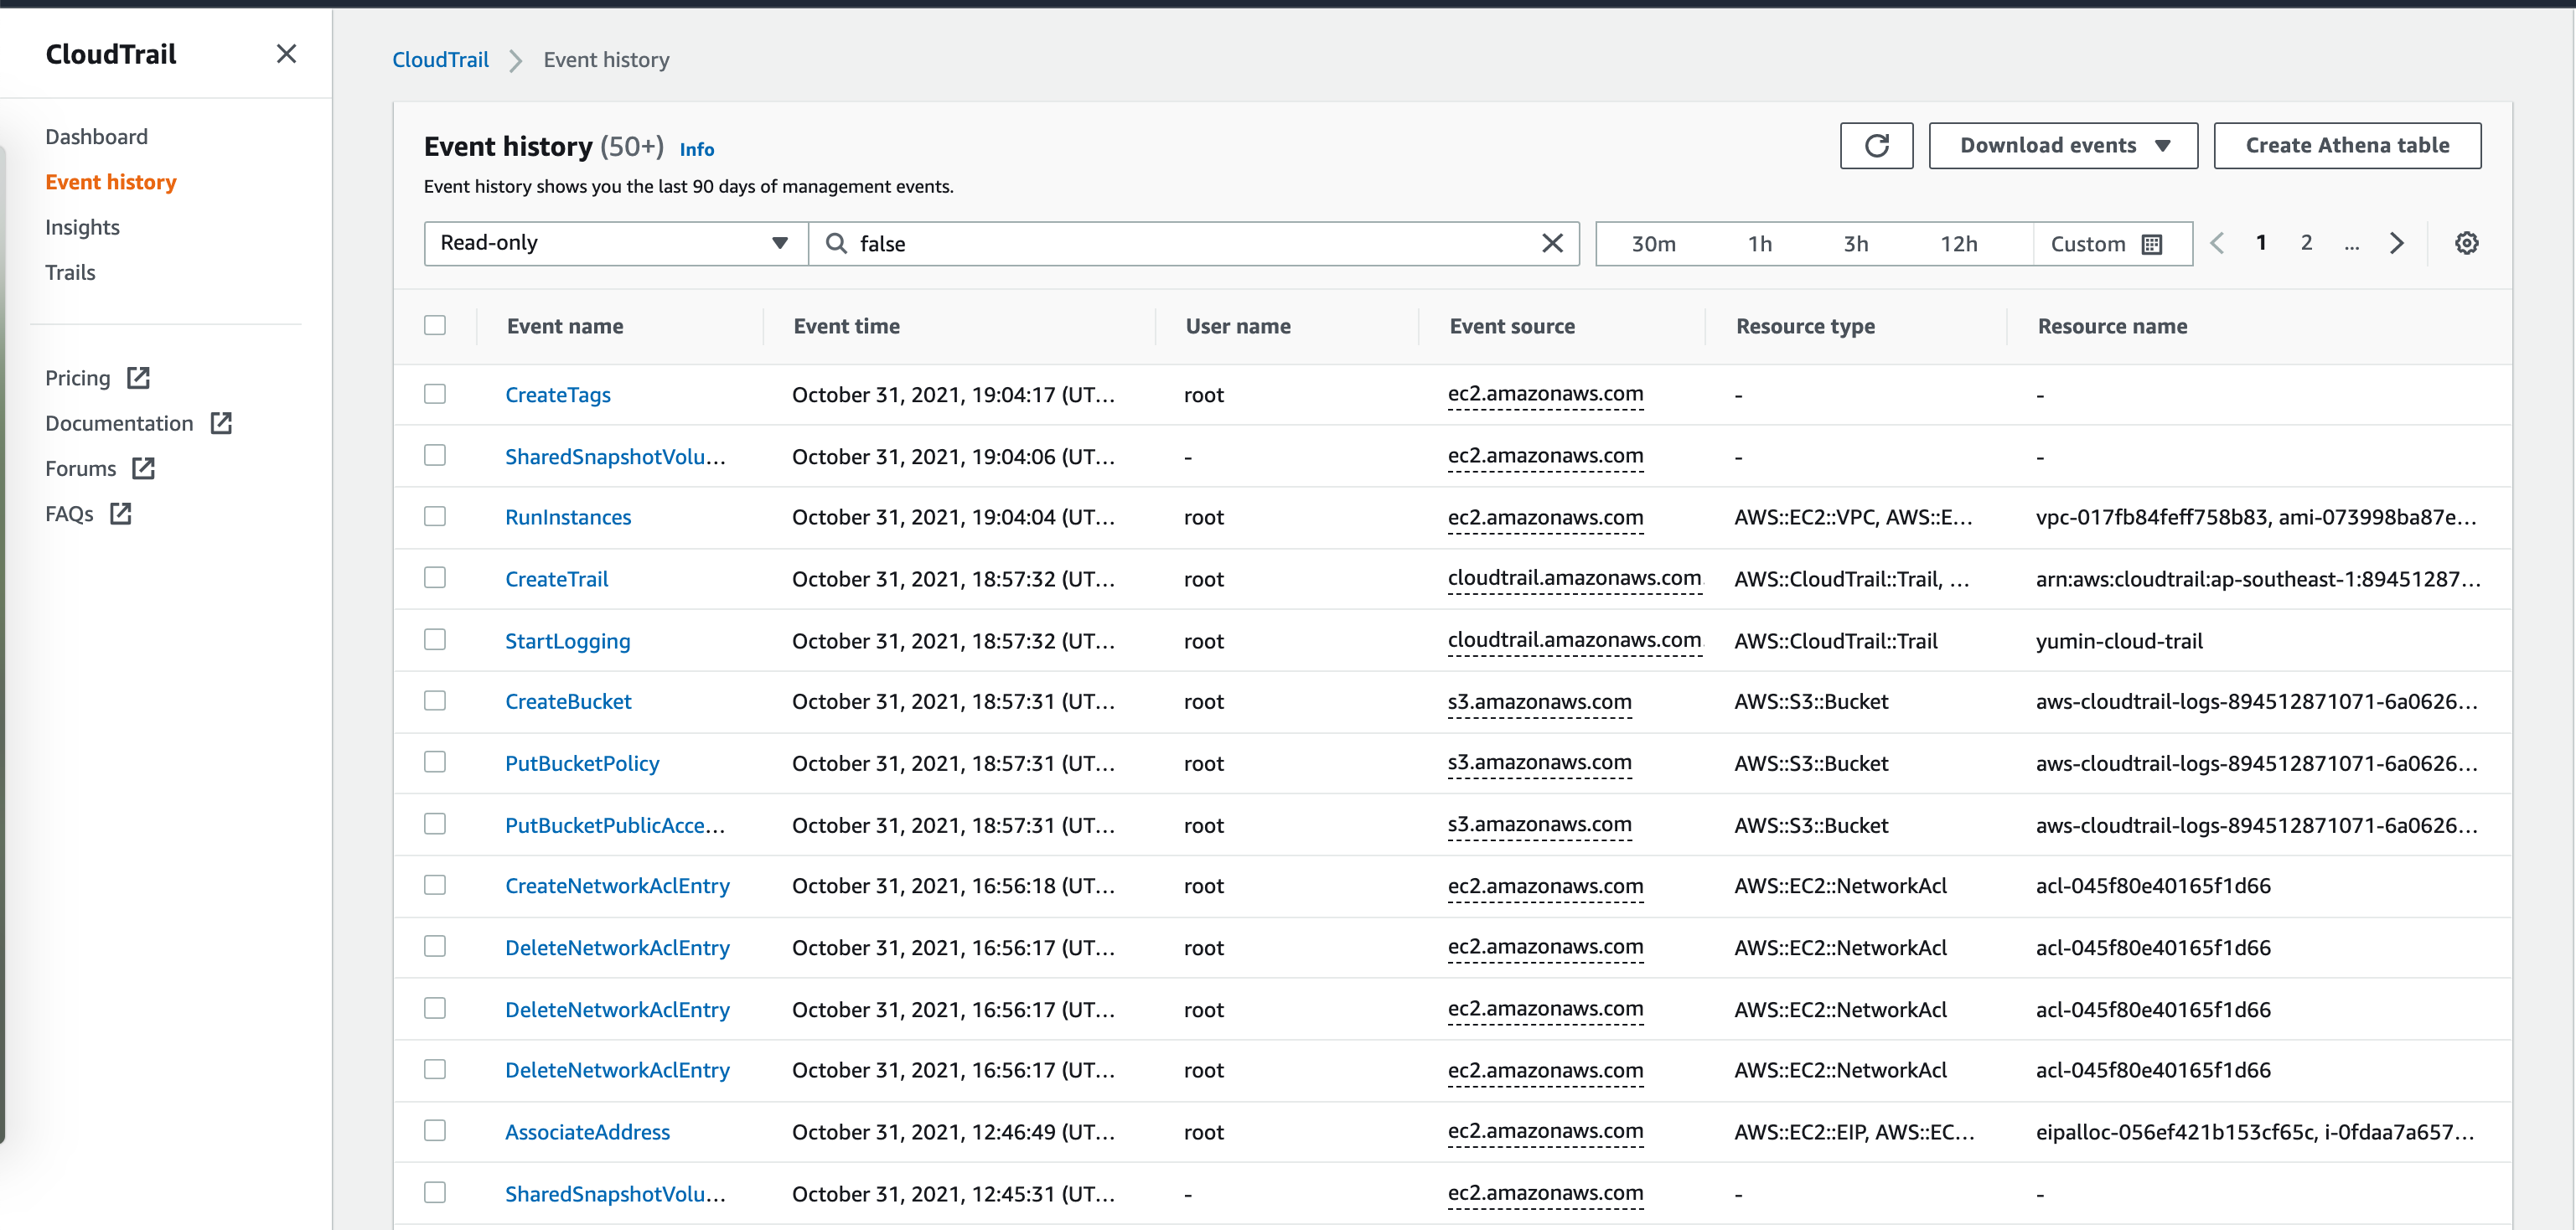 CloudTrail
Dashboard
Event history
Insights
Trails
Pricing
Documentation
Forums
FAQs
CloudTrail > Event history
Event history (50+) Info
Event history shows you the last 90 days of management events.
Download events
Create Athena table
Read-only false 30m 1h 3h 12h Custom 1 2 ...
Event name Event time User name Event source Resource type Resource name
CreateTags October 31, 2021, 19:04:17 (UT... root ec2.amazonaws.com - -
SharedSnapshotVolu... October 31, 2021, 19:04:06 (UT... - ec2.amazonaws.com - -
RunInstances October 31, 2021, 19:04:04 (UT... root ec2.amazonaws.com AWS::EC2::VPC, AWS::E... vpc-017fb84feff758b83, ami-073998ba87e...
CreateTrail October 31, 2021, 18:57:32 (UT... root cloudtrail.amazonaws.com AWS::CloudTrail::Trail, ... arn:aws:cloudtrail:ap-southeast-1:89451287...
StartLogging October 31, 2021, 18:57:32 (UT... root cloudtrail.amazonaws.com AWS::CloudTrail::Trail yumin-cloud-trail
CreateBucket October 31, 2021, 18:57:31 (UT... root s3.amazonaws.com AWS::S3::Bucket aws-cloudtrail-logs-894512871071-6a0626...
PutBucketPolicy October 31, 2021, 18:57:31 (UT... root s3.amazonaws.com AWS::S3::Bucket aws-cloudtrail-logs-894512871071-6a0626...
PutBucketPublicAcce... October 31, 2021, 18:57:31 (UT... root s3.amazonaws.com AWS::S3::Bucket aws-cloudtrail-logs-894512871071-6a0626...
CreateNetworkAclEntry October 31, 2021, 16:56:18 (UT... root ec2.amazonaws.com AWS::EC2::NetworkAcl acl-045f80e40165f1d66
DeleteNetworkAclEntry October 31, 2021, 16:56:17 (UT... root ec2.amazonaws.com AWS::EC2::NetworkAcl acl-045f80e40165f1d66
DeleteNetworkAclEntry October 31, 2021, 16:56:17 (UT... root ec2.amazonaws.com AWS::EC2::NetworkAcl acl-045f80e40165f1d66
DeleteNetworkAclEntry October 31, 2021, 16:56:17 (UT... root ec2.amazonaws.com AWS::EC2::NetworkAcl acl-045f80e40165f1d66
AssociateAddress October 31, 2021, 12:46:49 (UT... root ec2.amazonaws.com AWS::EC2::EIP, AWS::EC... eipalloc-056ef421b153cf65c, i-0fdaa7a657...
SharedSnapshotVolu... October 31, 2021, 12:45:31 (UT... - ec2.amazonaws.com - -